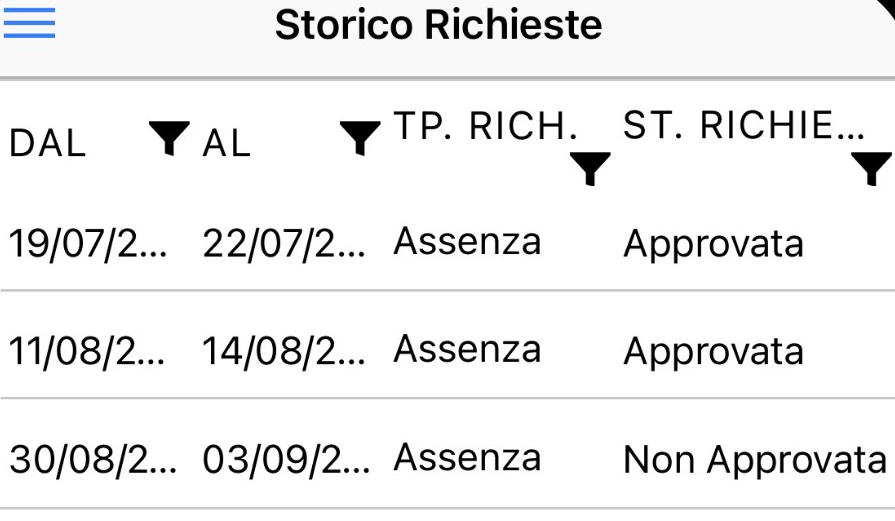 Storico Richieste
DAL AL TP. RICH. ST. RICHIE...
19/07/2... 22/07/2... Assenza Approvata
11/08/2... 14/08/2... Assenza Approvata
30/08/2... 03/09/2... Assenza Non Approvata